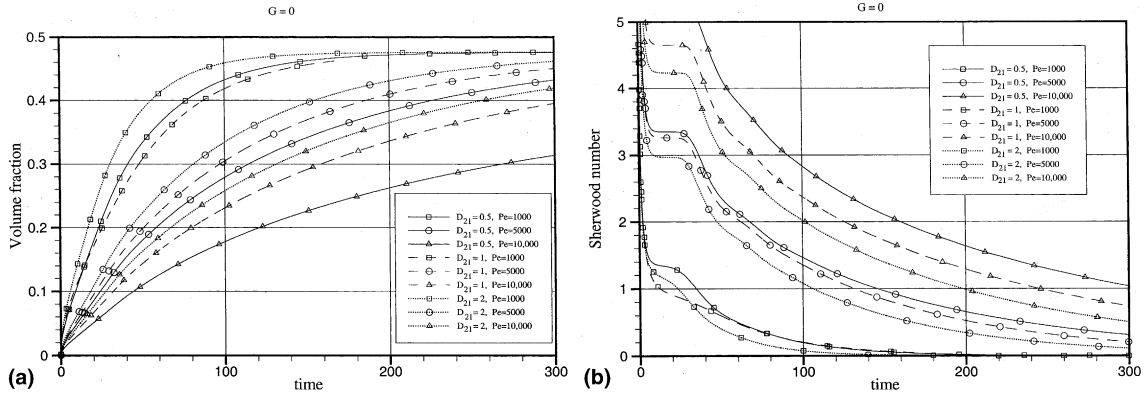 G = 0
Volume fraction
0.5
0.4
0.3
0.2
0.1
0
0
100
200
300
time
(a)
D21 = 0.5, Pe=1000
D21 = 0.5, Pe=5000
D21 = 0.5, Pe=10,000
D21 = 1, Pe=1000
D21 = 1, Pe=5000
D21 = 1, Pe=10,000
D21 = 2, Pe=1000
D21 = 2, Pe=5000
D21 = 2, Pe=10,000
G = 0
Sherwood number
5
4
3
2
1
0
0
100
200
300
time
(b)
D21 = 0.5, Pe=1000
D21 = 0.5, Pe=5000
D21 = 0.5, Pe=10,000
D21 = 1, Pe=1000
D21 = 1, Pe=5000
D21 = 1, Pe=10,000
D21 = 2, Pe=1000
D21 = 2, Pe=5000
D21 = 2, Pe=10,000